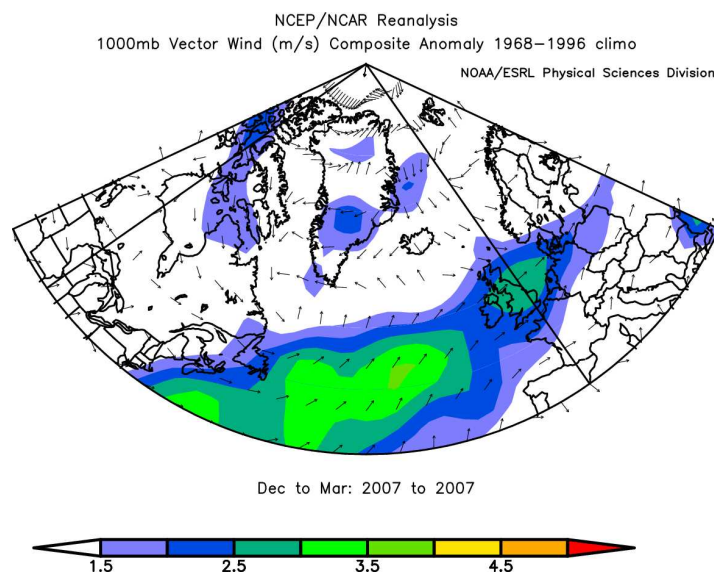 NCEP/NCAR Reanalysis
1000mb Vector Wind (m/s) Composite Anomaly 1968−1996 climo
NOAA/ESRL Physical Sciences Division
Dec to Mar: 2007 to 2007
1.5 2.5 3.5 4.5